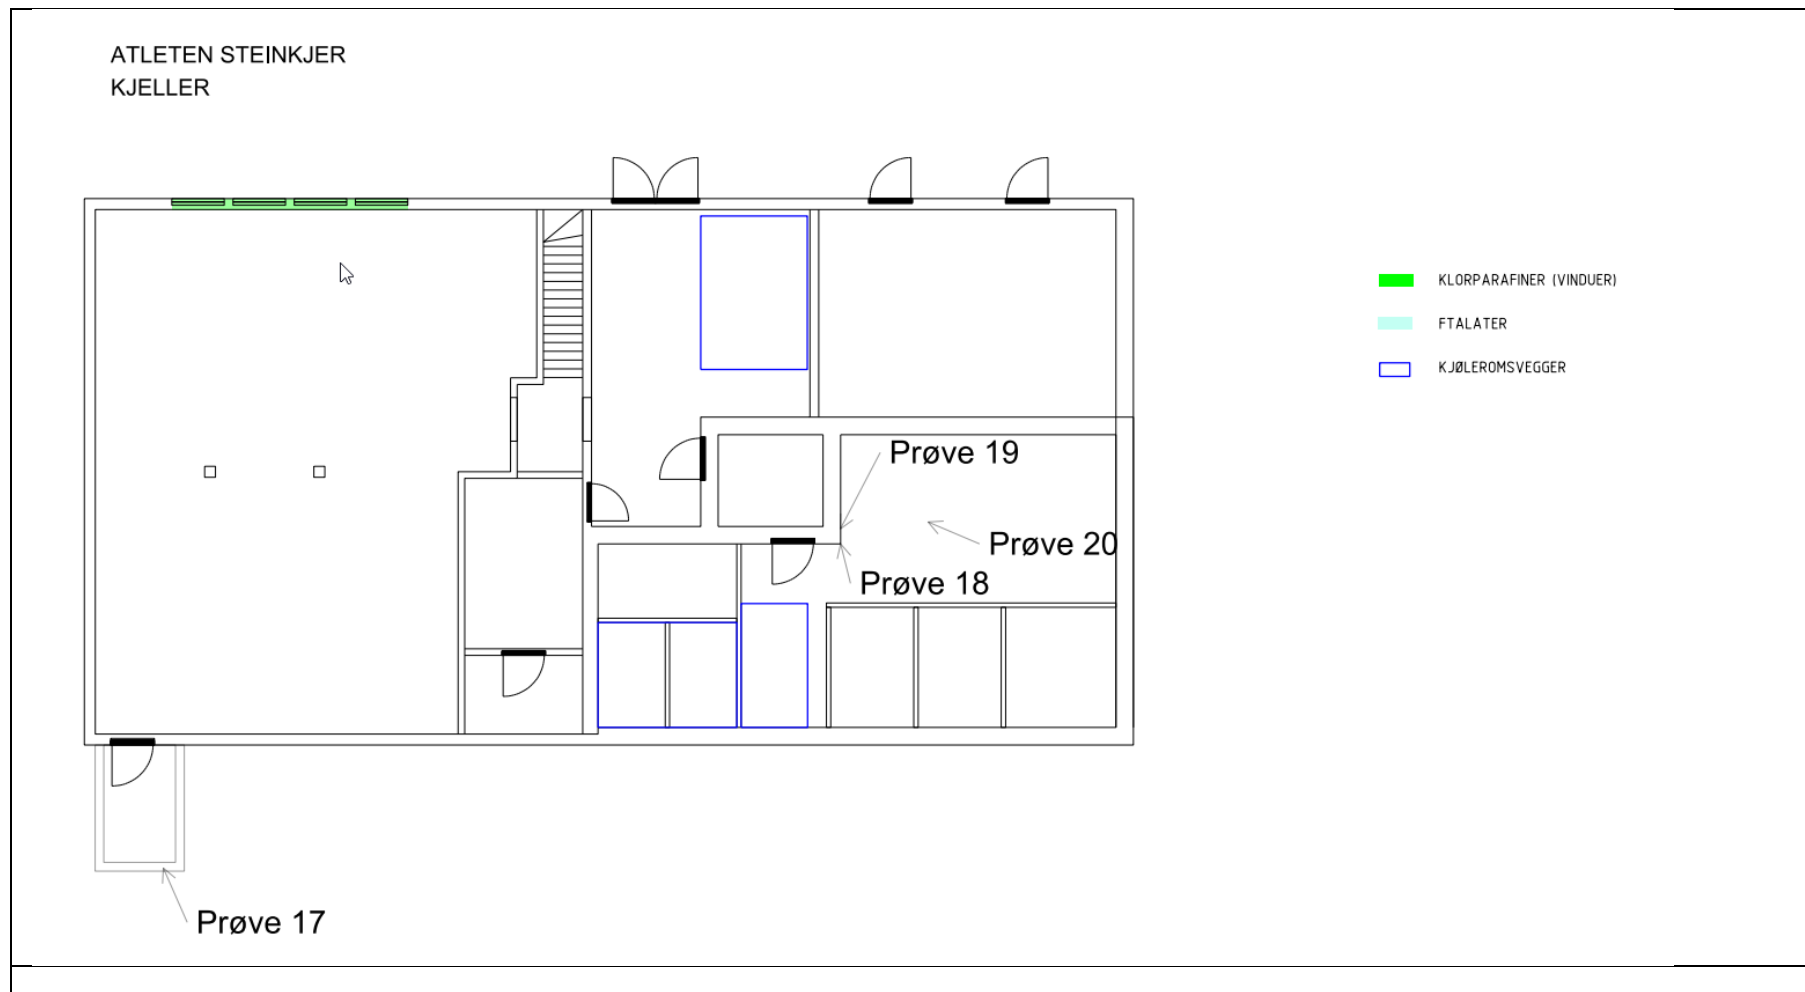 ATLETEN STEINKJER
KJELLER
KLORPARAFINER (VINDUER)
FTALATER
KJØLEROMSVEGGER
Prøve 19
Prøve 20
Prøve 18
Prøve 17